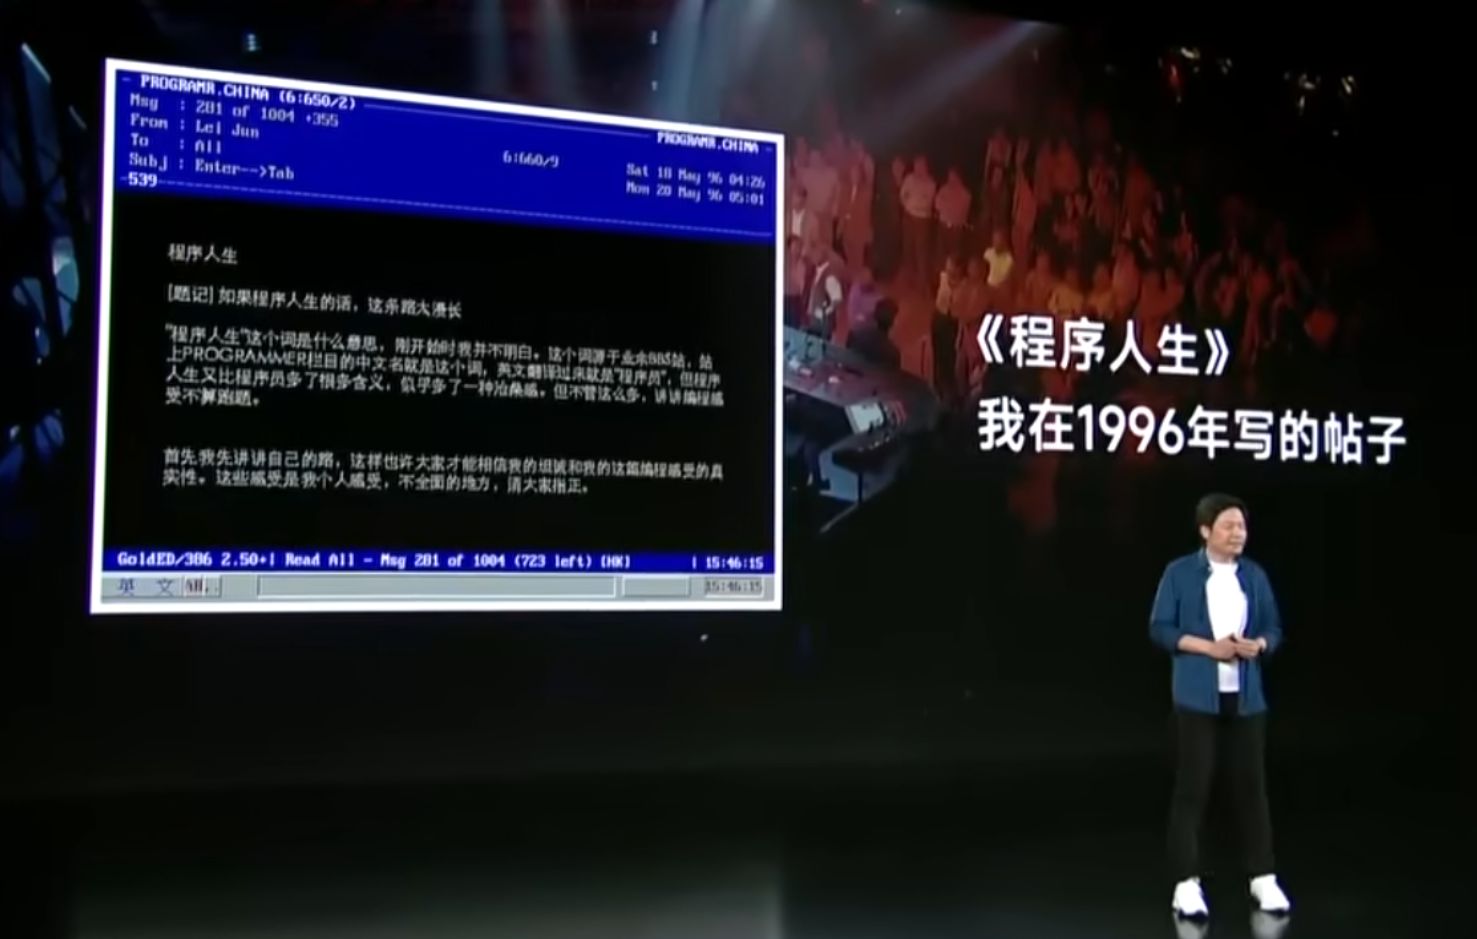 PROGRAMR.CHINA (6:650/2)
PROGRAMR.CHINA
Msg : 281 of 1004 +355
From : Lei Jun
6:660/9
Sat 18 May 96 04:26
To : All
Mon 20 May 96 05:01
Subj : Enter-->Tab
-539-
程序人生
[题记] 如果程序人生的话，这条路太漫长
"程序人生"这个词是什么意思，刚开始时我并不明白。这个词源于业余BBS站，站
上PROGRAMMER栏目的中文名就是这个词，英文翻译过来就是"程序员"，但程序
人生又比程序员多了很多含义，似乎多了一种沧桑感。但不管这么多，讲讲编程感
受不算跑题。
首先我先讲讲自己的路，这样也许大家才能相信我的坦诚和我的这篇编程感受的真
实性。这些感受是我个人感受，不全面的地方，请大家指正。
GoldED/386 2.50+| Read All - Msg 281 of 1004 (723 left) [HK] | 15:46:15
英 文
15:46:15
《程序人生》
我在1996年写的帖子